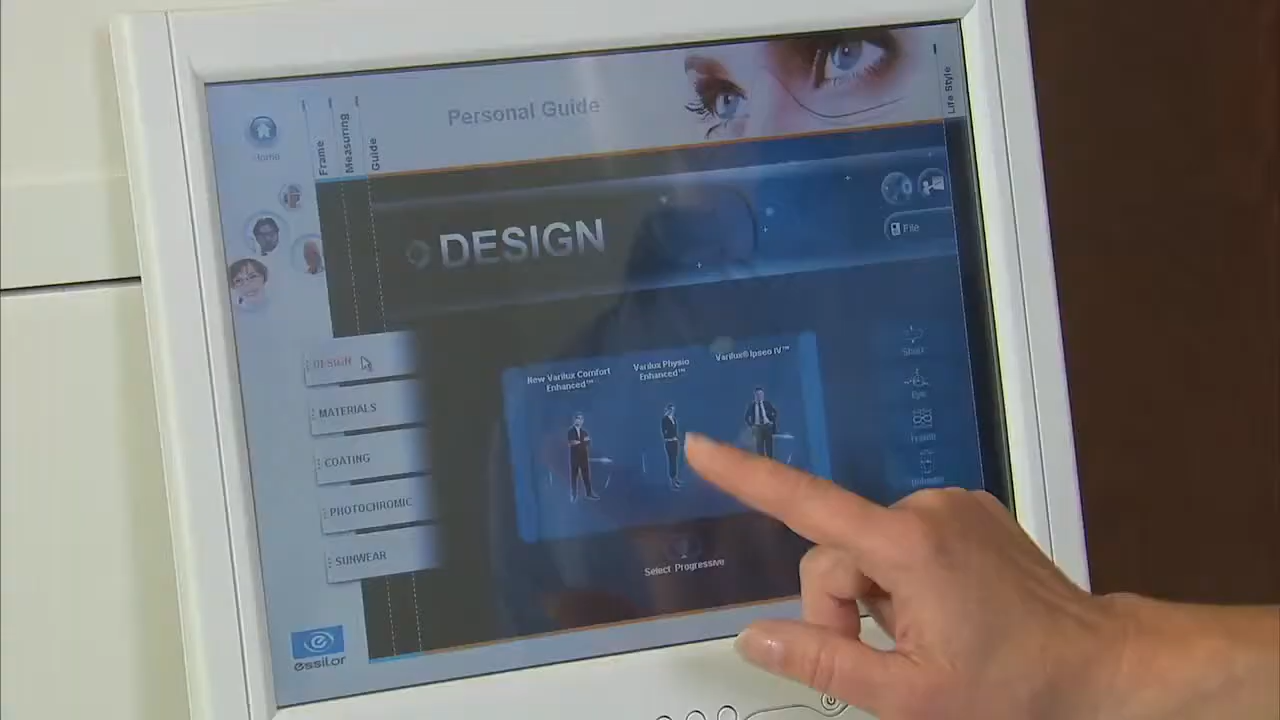 Personal Guide
Life Style
Home
Frame
Measuring
Guide
DESIGN
File
DESIGN
MATERIALS
COATING
PHOTOCHROMIC
SUNWEAR
New Varilux Comfort
Enhanced™
Varilux Physio
Enhanced™
Varilux® Ipseo IV™
Eye
Select Progressive
essilor